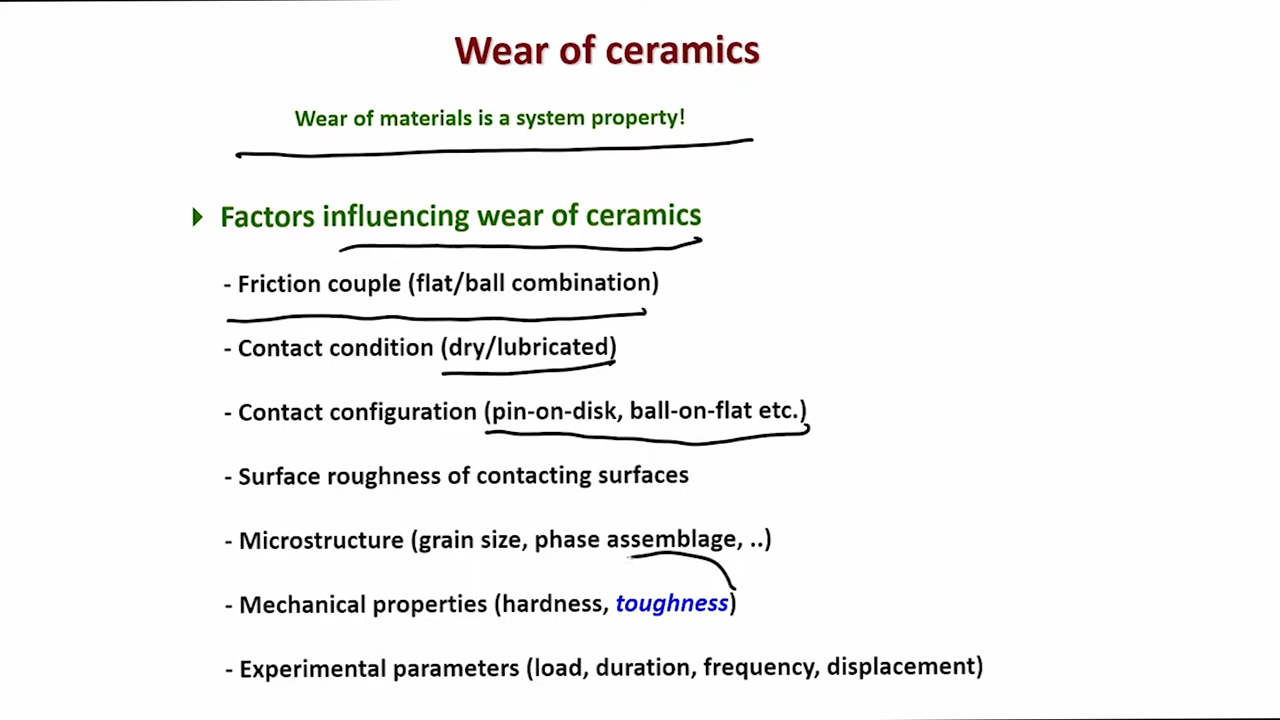 Wear of ceramics
Wear of materials is a system property!
Factors influencing wear of ceramics
- Friction couple (flat/ball combination)
- Contact condition (dry/lubricated)
- Contact configuration (pin-on-disk, ball-on-flat etc.)
- Surface roughness of contacting surfaces
- Microstructure (grain size, phase assemblage, ..)
- Mechanical properties (hardness, toughness)
- Experimental parameters (load, duration, frequency, displacement)